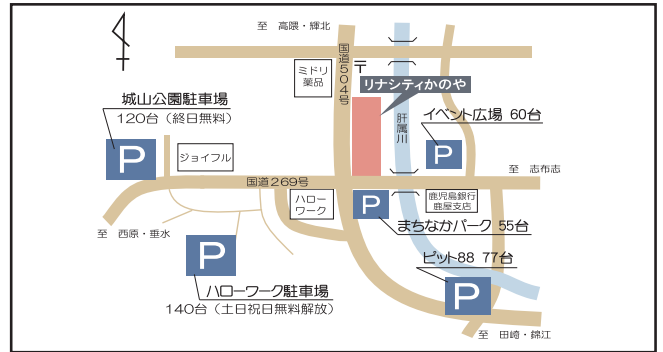 至 高隈・輝北
国道504号
〒
ミドリ
薬品
リナシティかのや
城山公園駐車場
120台（終日無料）
P
ジョイフル
肝属川
イベント広場 60台
P
至 志布志
国道269号
ハロー
ワーク
P
鹿児島銀行
鹿屋支店
まちなかパーク 55台
至 西原・垂水
P
ピット88 77台
P
ハローワーク駐車場
140台（土日祝日無料解放）
至 田崎・錦江